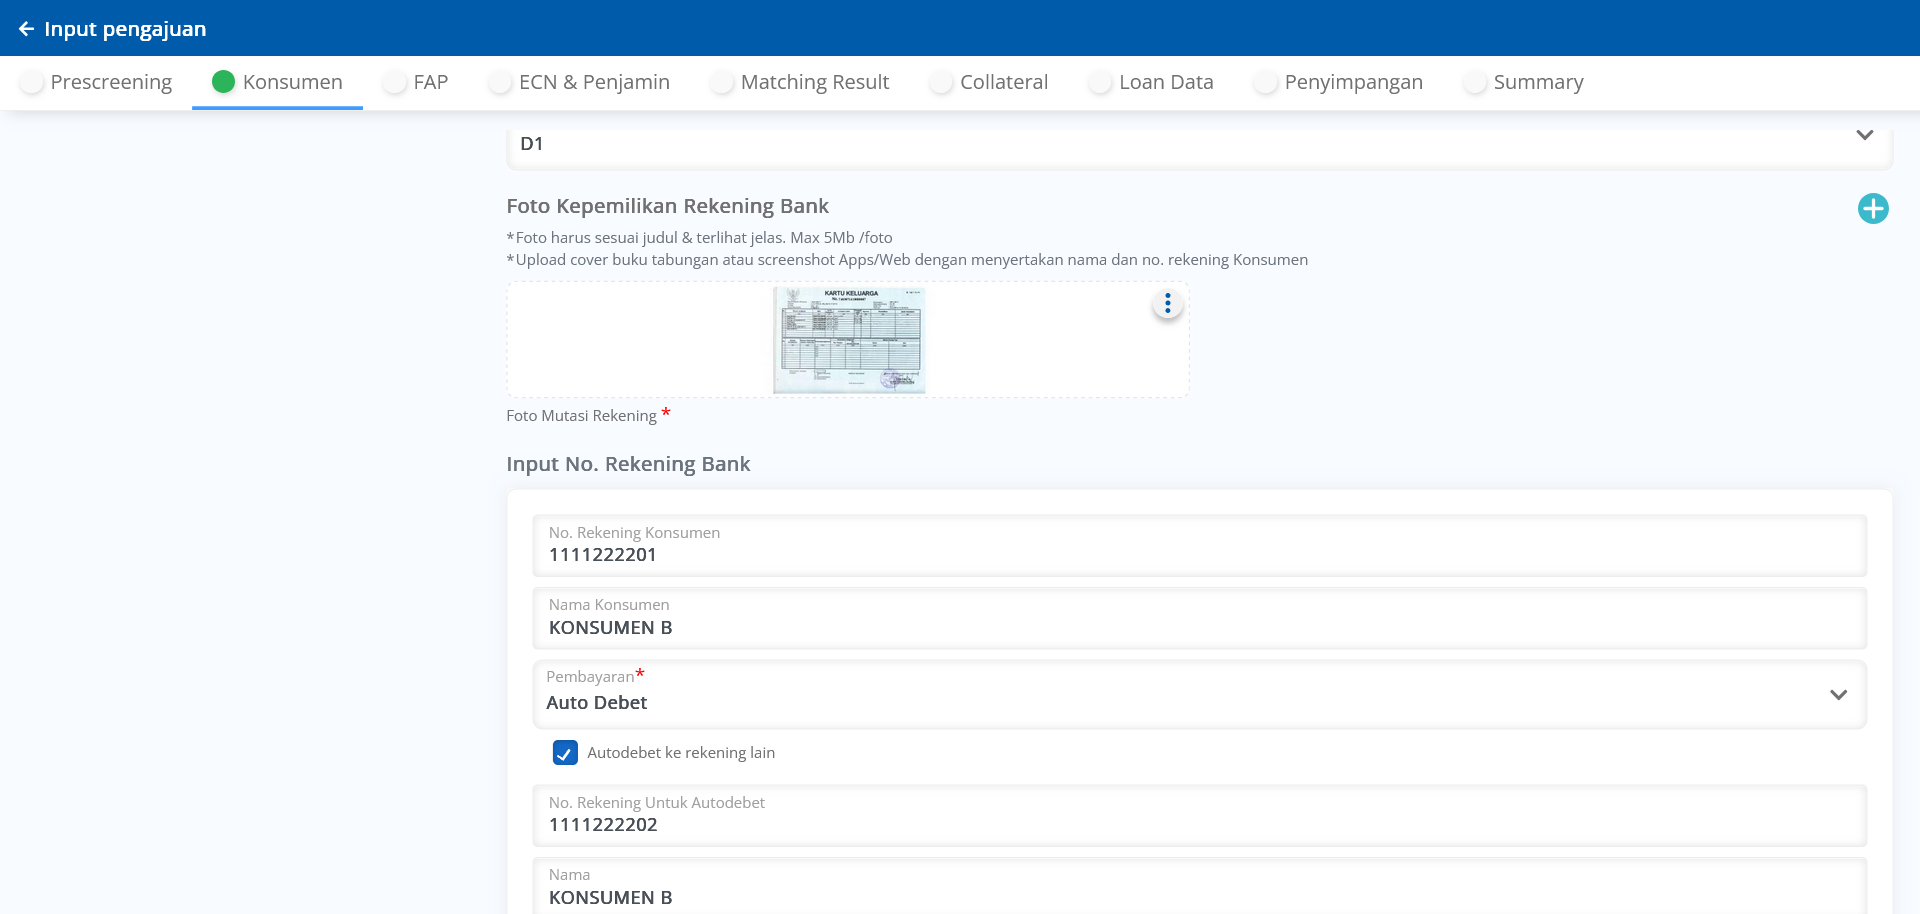 Input pengajuan
Prescreening
Konsumen
FAP
ECN & Penjamin
Matching Result
Collateral
Loan Data
Penyimpangan
Summary
D1
Foto Kepemilikan Rekening Bank
*Foto harus sesuai judul & terlihat jelas. Max 5Mb /foto
*Upload cover buku tabungan atau screenshot Apps/Web dengan menyertakan nama dan no. rekening Konsumen
KARTU KELUARGA
Foto Mutasi Rekening *
Input No. Rekening Bank
No. Rekening Konsumen
1111222201
Nama Konsumen
KONSUMEN B
Pembayaran*
Auto Debet
Autodebet ke rekening lain
No. Rekening Untuk Autodebet
1111222202
Nama
KONSUMEN B